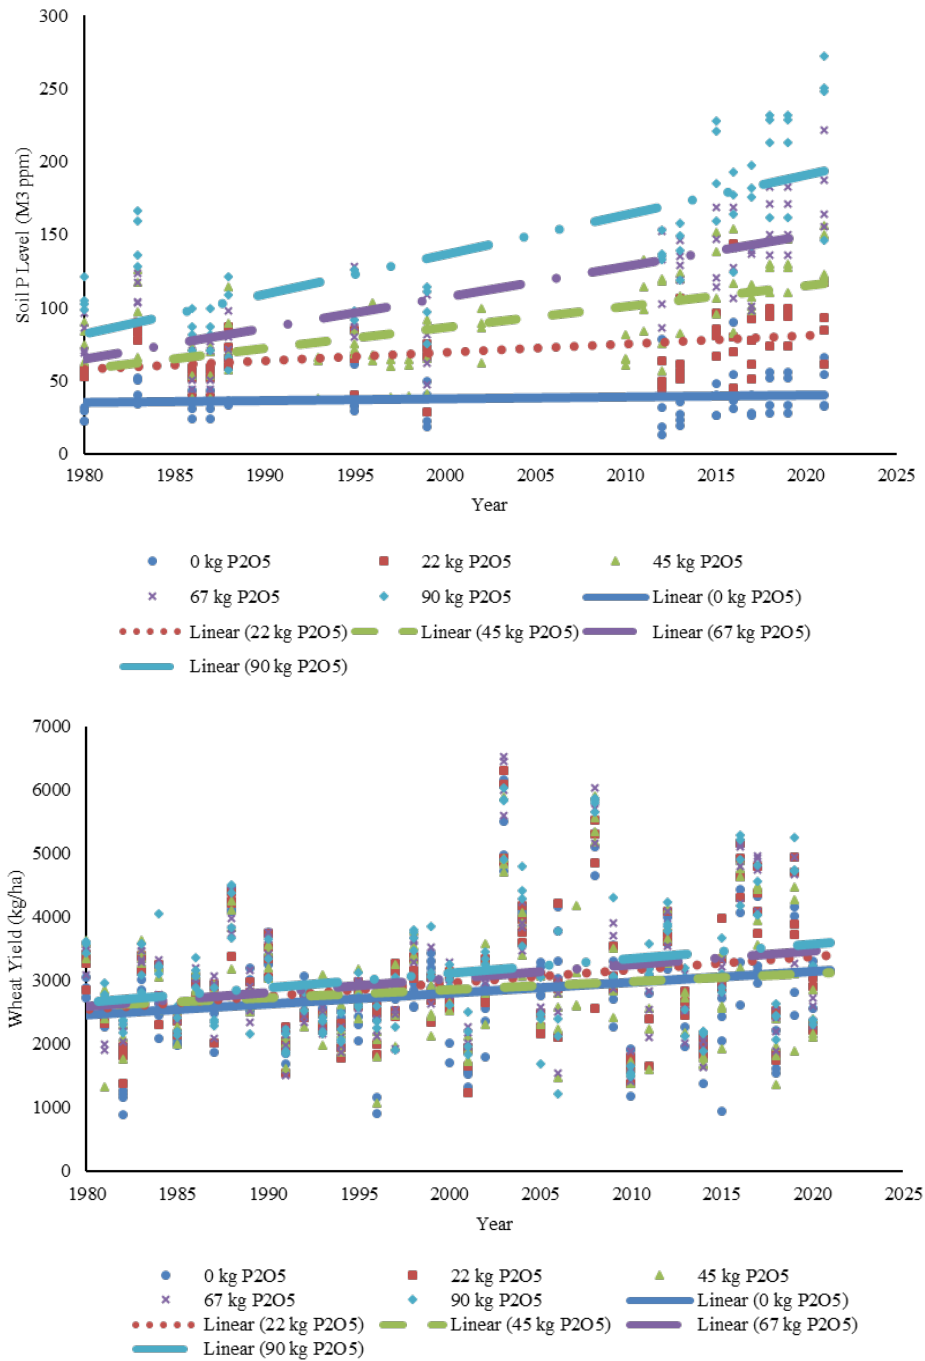 300
250
200
150
100
50
0
Soil P Level (M3 ppm)
1980 1985 1990 1995 2000 2005 2010 2015 2020 2025
Year
0 kg P2O5 22 kg P2O5 45 kg P2O5
67 kg P2O5 90 kg P2O5 Linear (0 kg P2O5)
Linear (22 kg P2O5) Linear (45 kg P2O5) Linear (67 kg P2O5)
Linear (90 kg P2O5)
7000
6000
5000
4000
3000
2000
1000
0
Wheat Yield (kg/ha)
1980 1985 1990 1995 2000 2005 2010 2015 2020 2025
Year
0 kg P2O5 22 kg P2O5 45 kg P2O5
67 kg P2O5 90 kg P2O5 Linear (0 kg P2O5)
Linear (22 kg P2O5) Linear (45 kg P2O5) Linear (67 kg P2O5)
Linear (90 kg P2O5)